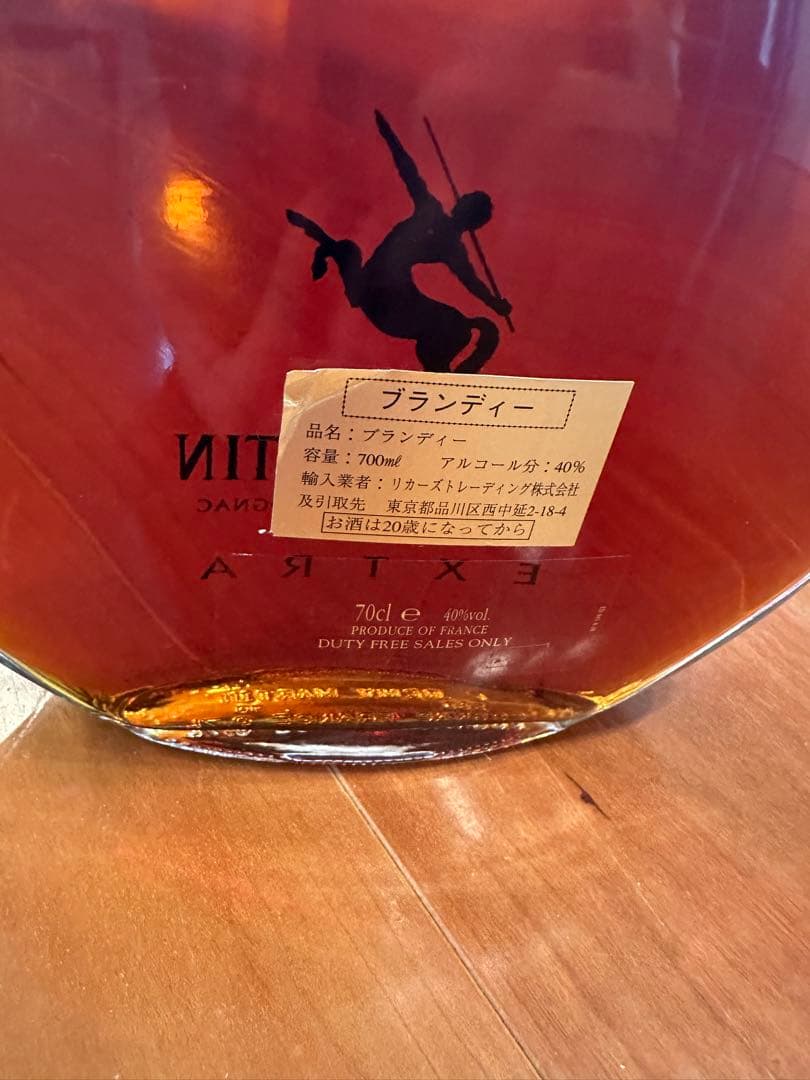 ブランディー
品名：ブランディー
容量：700㎖ アルコール分：40%
輸入業者：リカーズトレーディング株式会社
及引取先 東京都品川区西中延2-18-4
お酒は20歳になってから
TIN
GNAC
EXTRA
70cl e 40%vol.
PRODUCE OF FRANCE
DUTY FREE SALES ONLY
REMY MARTIN